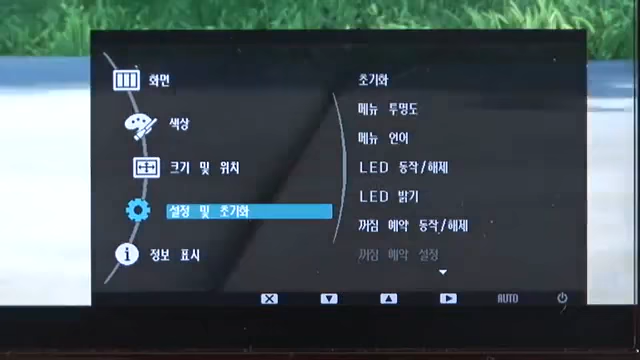 화면
색상
크기 및 위치
설정 및 초기화
정보 표시
초기화
메뉴 투명도
메뉴 언어
LED 동작/해제
LED 밝기
꺼짐 예약 동작/해제
꺼짐 예약 설정
AUTO